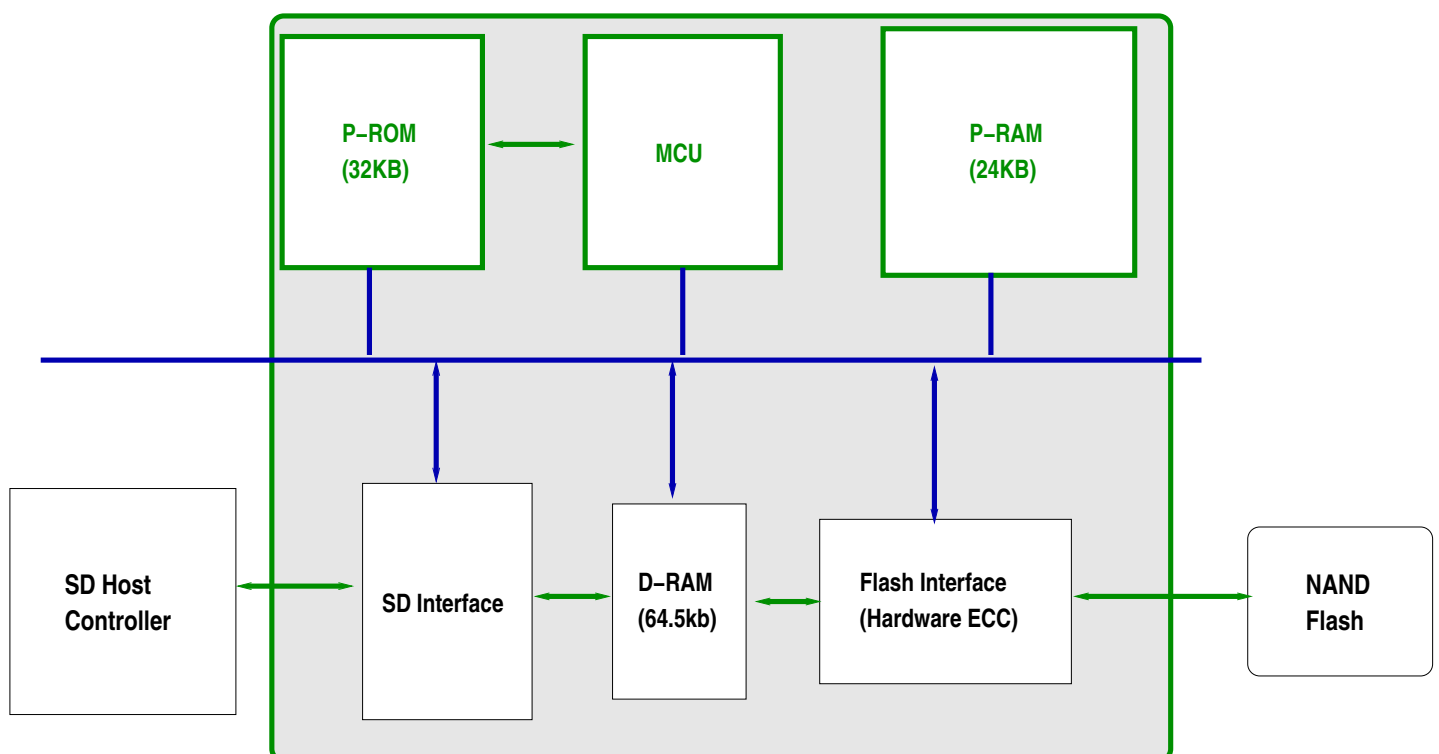 P−ROM
(32KB)
MCU
P−RAM
(24KB)
SD Host
Controller
SD Interface
D−RAM
(64.5kb)
Flash Interface
(Hardware ECC)
NAND
Flash